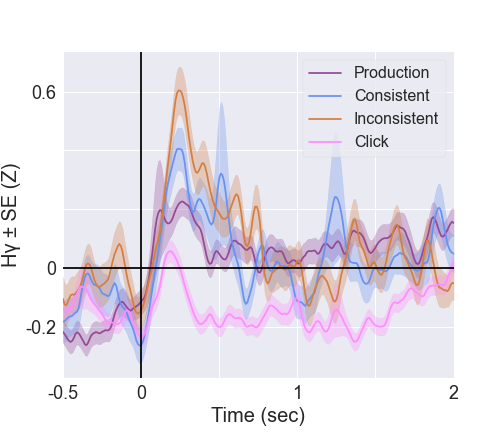 Production
Consistent
Inconsistent
Click
Hγ ± SE (Z)
0.6
0
-0.2
-0.5
0
1
2
Time (sec)